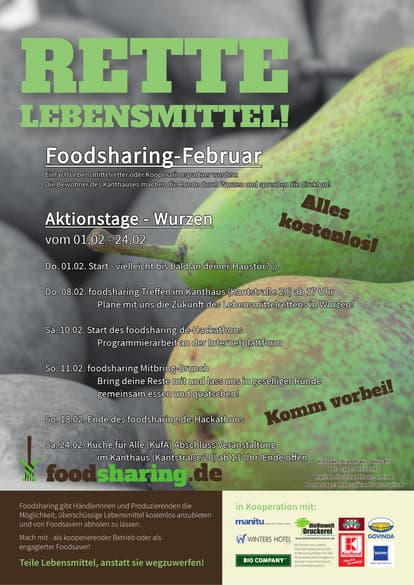 RETTE
LEBENSMITTEL!
Foodsharing-Februar
Einfach Lebensmittelretter oder Kooperationspartner werden:
Die Bewohner des Kanthauses machen die Runde durch Wurzen und sprechen Sie direkt an!
Alles
kostenlos!
Aktionstage - Wurzen
vom 01.02 - 24.02
Do. 01.02. Start - vielleicht bis bald an deiner Haustür? ;)
Do. 08.02. foodsharing Treffen im Kanthaus (Kantstraße 20) ab 17 Uhr
Plane mit uns die Zukunft des Lebensmittelrettens in Wurzen!
Sa. 10.02. Start des foodsharing.de-Hackathons
Programmierarbeit an der Internetplattform
So. 11.02. foodsharing Mitbring-Brunch
Bring deine Reste mit und lass uns in geselliger Runde
gemeinsam essen und quatschen!
Komm vorbei!
So. 18.02. Ende des foodsharing.de-Hackathons
Sa. 24.02. Küche für Alle (KüfA) Abschluss Veranstaltung
im Kanthaus (Kantstraße 20) ab 18 Uhr, Ende offen
foodsharing.de
Foodsharing gibt HändlerInnen und Produzierenden die
Möglichkeit, überschüssige Lebensmittel kostenlos anzubieten
und von Foodsavern abholen zu lassen.
Mach mit - als kooperierender Betrieb oder als
engagierter Foodsaver!
Teile Lebensmittel, anstatt sie wegzuwerfen!
in Kooperation mit:
manitu
dieUmwelt
Druckerei
GOVINDA
WINTERS HOTEL
Kaufland
BIO COMPANY